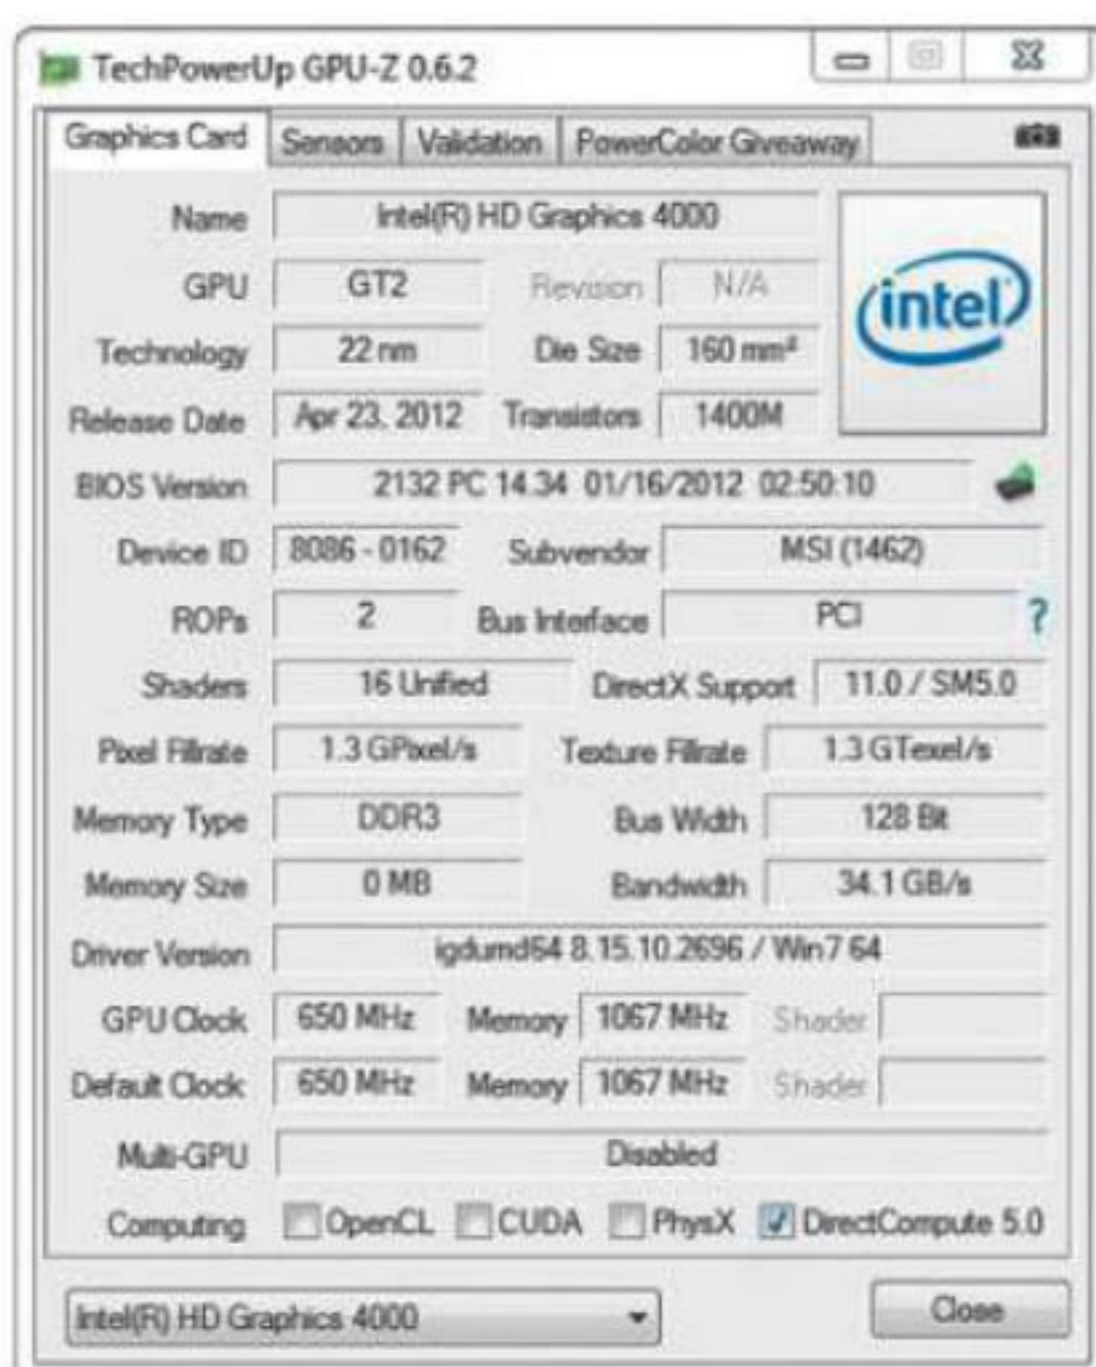 TechPowerUp GPU-Z 0.6.2
Graphics Card Sensors Validation PowerColor Giveaway
Name Intel(R) HD Graphics 4000
intel
GPU GT2 Revision N/A
Technology 22 nm Die Size 160 mm²
Release Date Apr 23, 2012 Transistors 1400M
BIOS Version 2132 PC 14.34 01/16/2012 02:50:10
Device ID 8086 - 0162 Subvendor MSI (1462)
ROPs 2 Bus Interface PCI ?
Shaders 16 Unified DirectX Support 11.0 / SM5.0
Pixel Fillrate 1.3 GPixel/s Texture Fillrate 1.3 GTexel/s
Memory Type DDR3 Bus Width 128 Bit
Memory Size 0 MB Bandwidth 34.1 GB/s
Driver Version igdumd64 8.15.10.2696 / Win7 64
GPU Clock 650 MHz Memory 1067 MHz Shader
Default Clock 650 MHz Memory 1067 MHz Shader
Multi-GPU Disabled
Computing OpenCL CUDA PhysX DirectCompute 5.0
Intel(R) HD Graphics 4000 Close